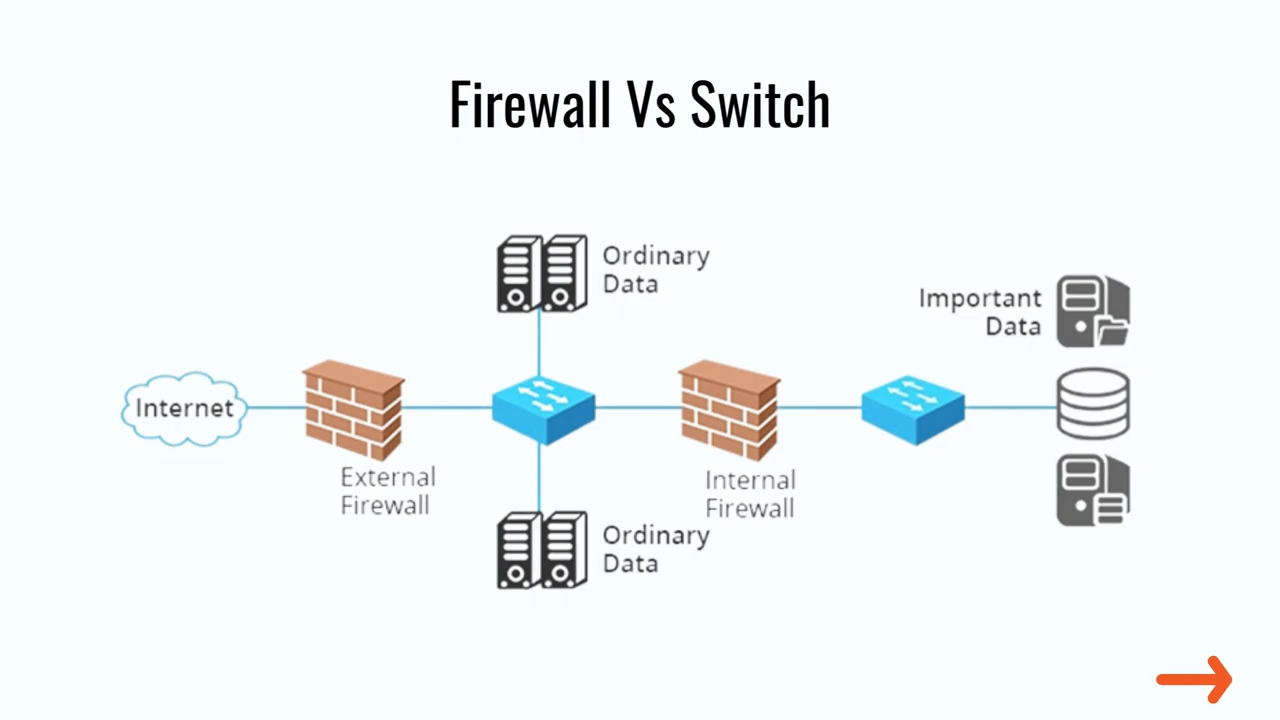 Firewall Vs Switch
Ordinary
Data
Important
Data
Internet
External
Firewall
Internal
Firewall
Ordinary
Data